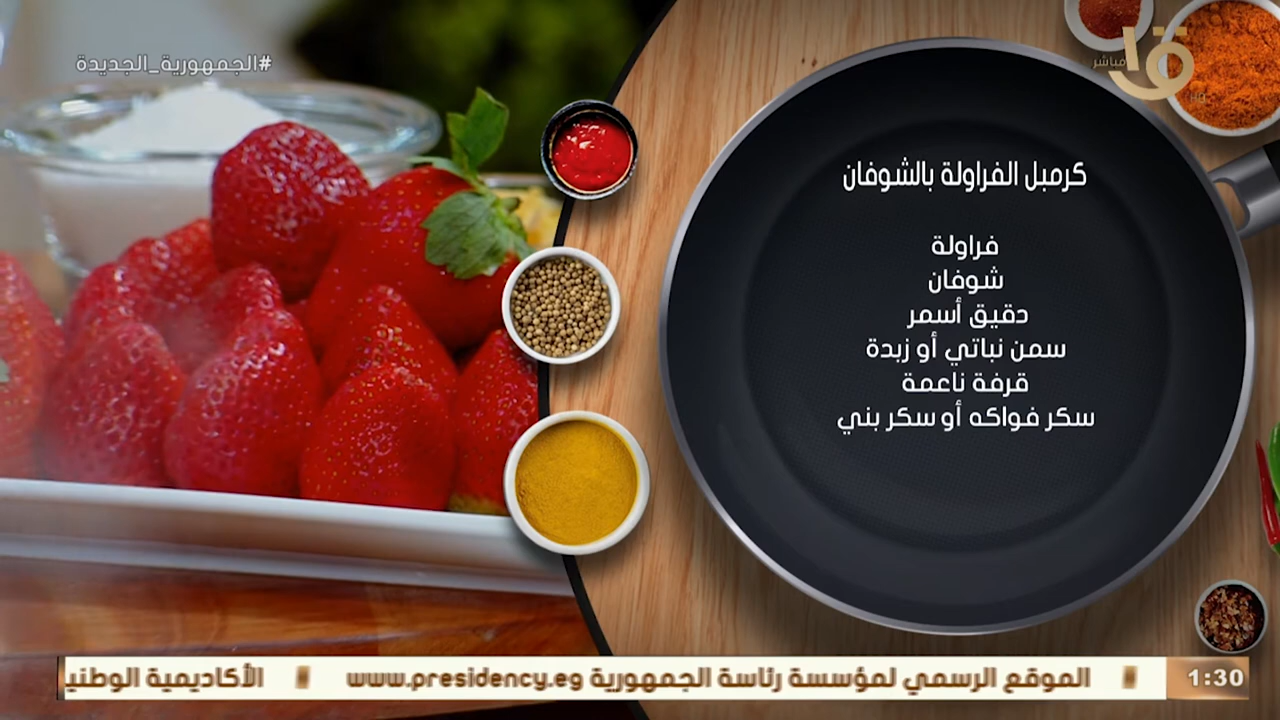 #الجمهورية_الجديدة
مباشر
كرمبل الفراولة بالشوفان
فراولة
شوفان
دقيق أسمر
سمن نباتي أو زبدة
قرفة ناعمة
سكر فواكه أو سكر بني
1:30
الموقع الرسمي لمؤسسة رئاسة الجمهورية www.presidency.eg
الأكاديمية